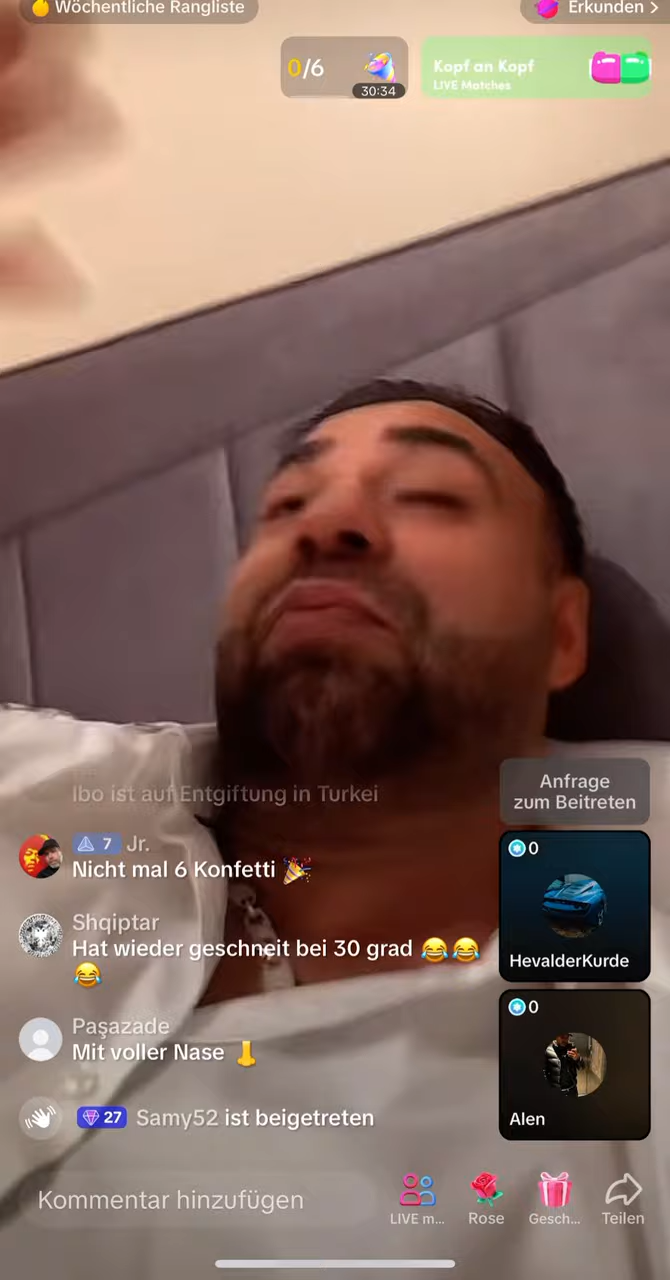 Wöchentliche Rangliste
Erkunden >
0/6
30:34
Kopf an Kopf
LIVE Matches
Ibo ist auf Entgiftung in Turkei
Anfrage
zum Beitreten
7 Jr.
Nicht mal 6 Konfetti 🎉
0
Shqiptar
Hat wieder geschneit bei 30 grad 😂😂
😂
HevalderKurde
0
Paşazade
Mit voller Nase 👃
27 Samy52 ist beigetreten
Alen
Kommentar hinzufügen
LIVE m...
Rose
Gesch...
Teilen